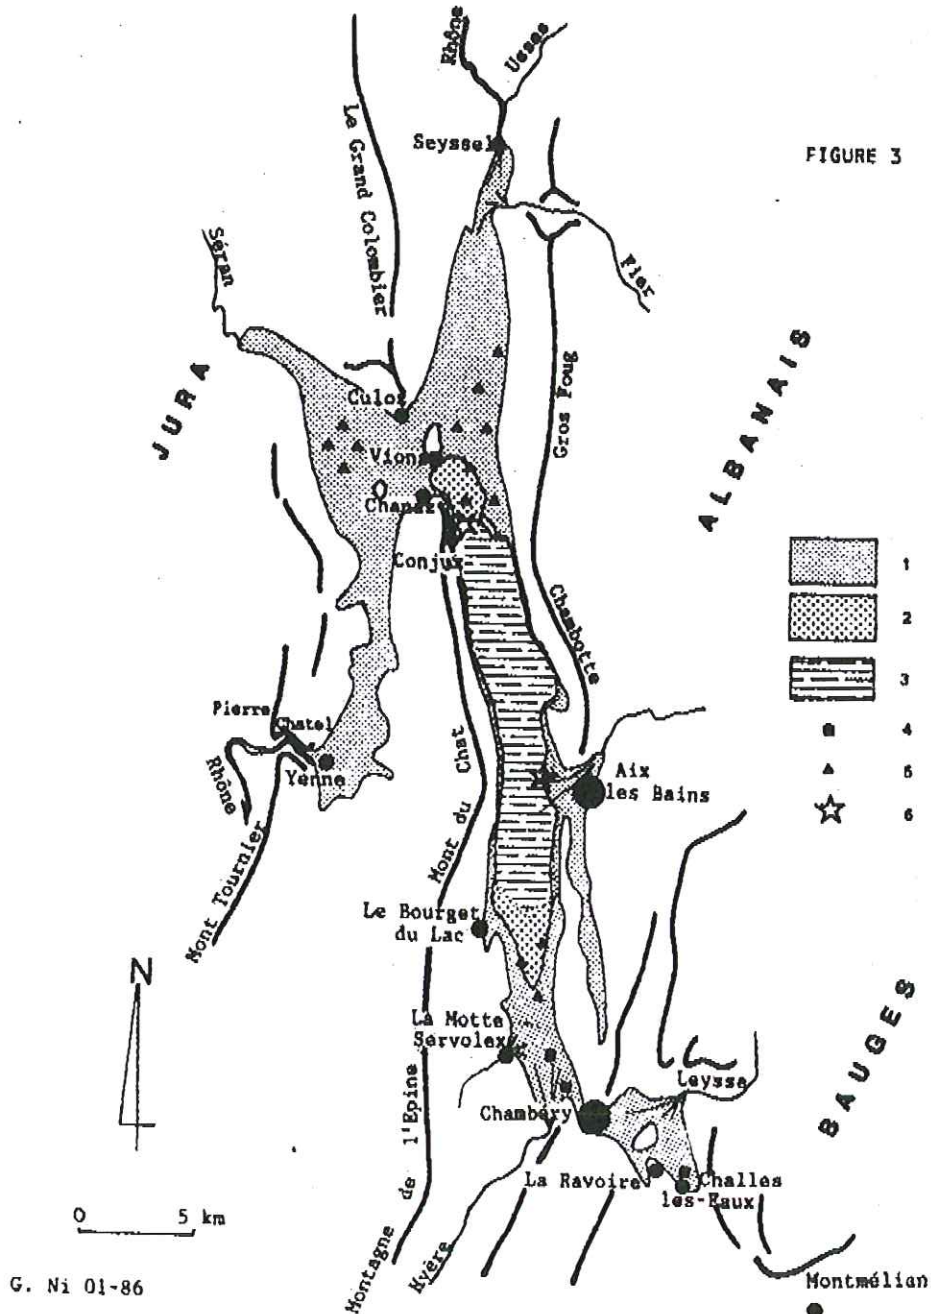 Rhône
Usses
Seyssel
FIGURE 3
Le Grand Colombier
Séran
Fier
JURA
ALBANAIS
Culoz
Gros Foug
Vions
Chanaz
Conjux
1
2
3
4
5
6
Chambotte
Pierre
Chatel
Rhône
Yenne
Mont du Chat
Aix
les Bains
Mont Tournier
Le Bourget
du Lac
N
La Motte
Servolex
BAUGES
Leysse
Chambéry
Montagne de l'Epine
La Ravoire
Challes
les-Eaux
0 5 km
Hyère
G. Ni 01-86
Montmélian